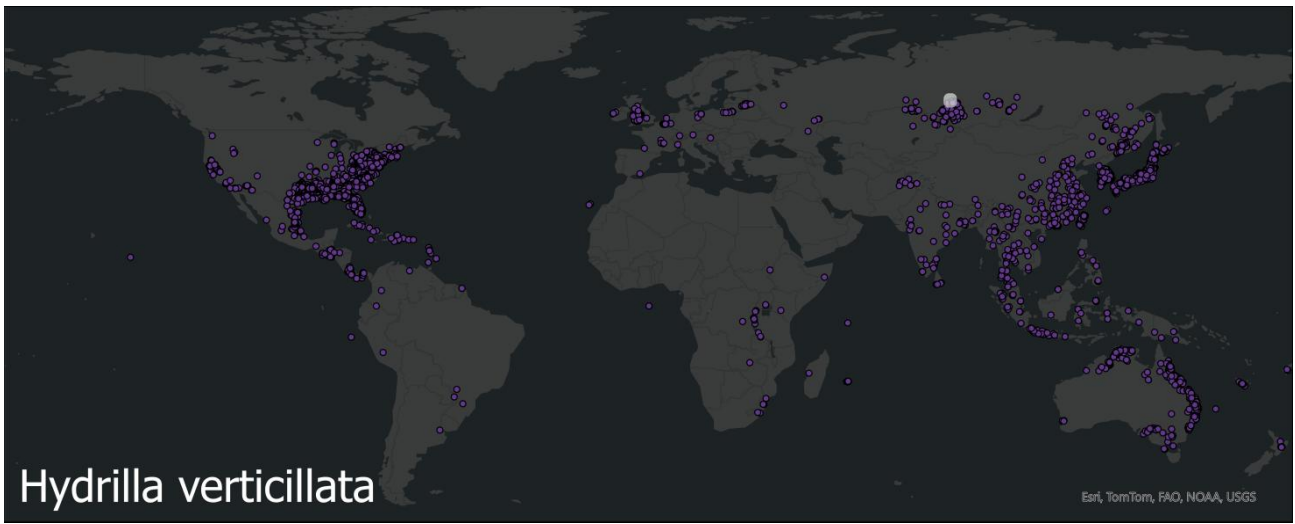 Hydrilla verticillata
Esri, TomTom, FAO, NOAA, USGS